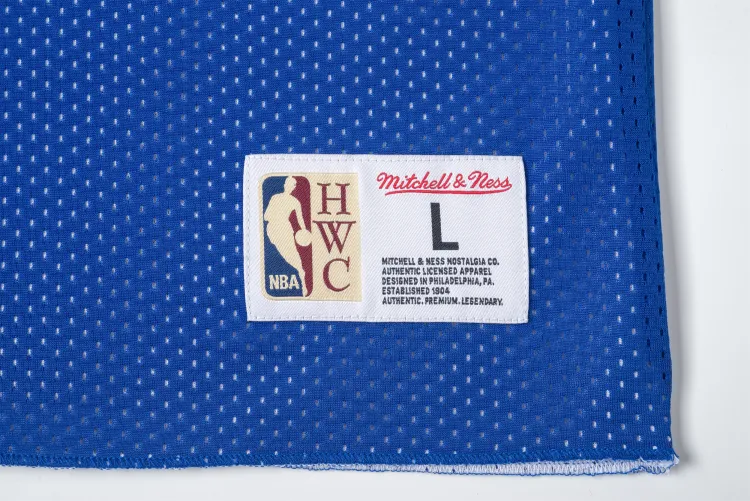 NBA
H
W
C
Mitchell & Ness
L
MITCHELL & NESS NOSTALGIA CO.
AUTHENTIC LICENSED APPAREL
DESIGNED IN PHILADELPHIA, PA.
ESTABLISHED 1904
AUTHENTIC. PREMIUM. LEGENDARY.